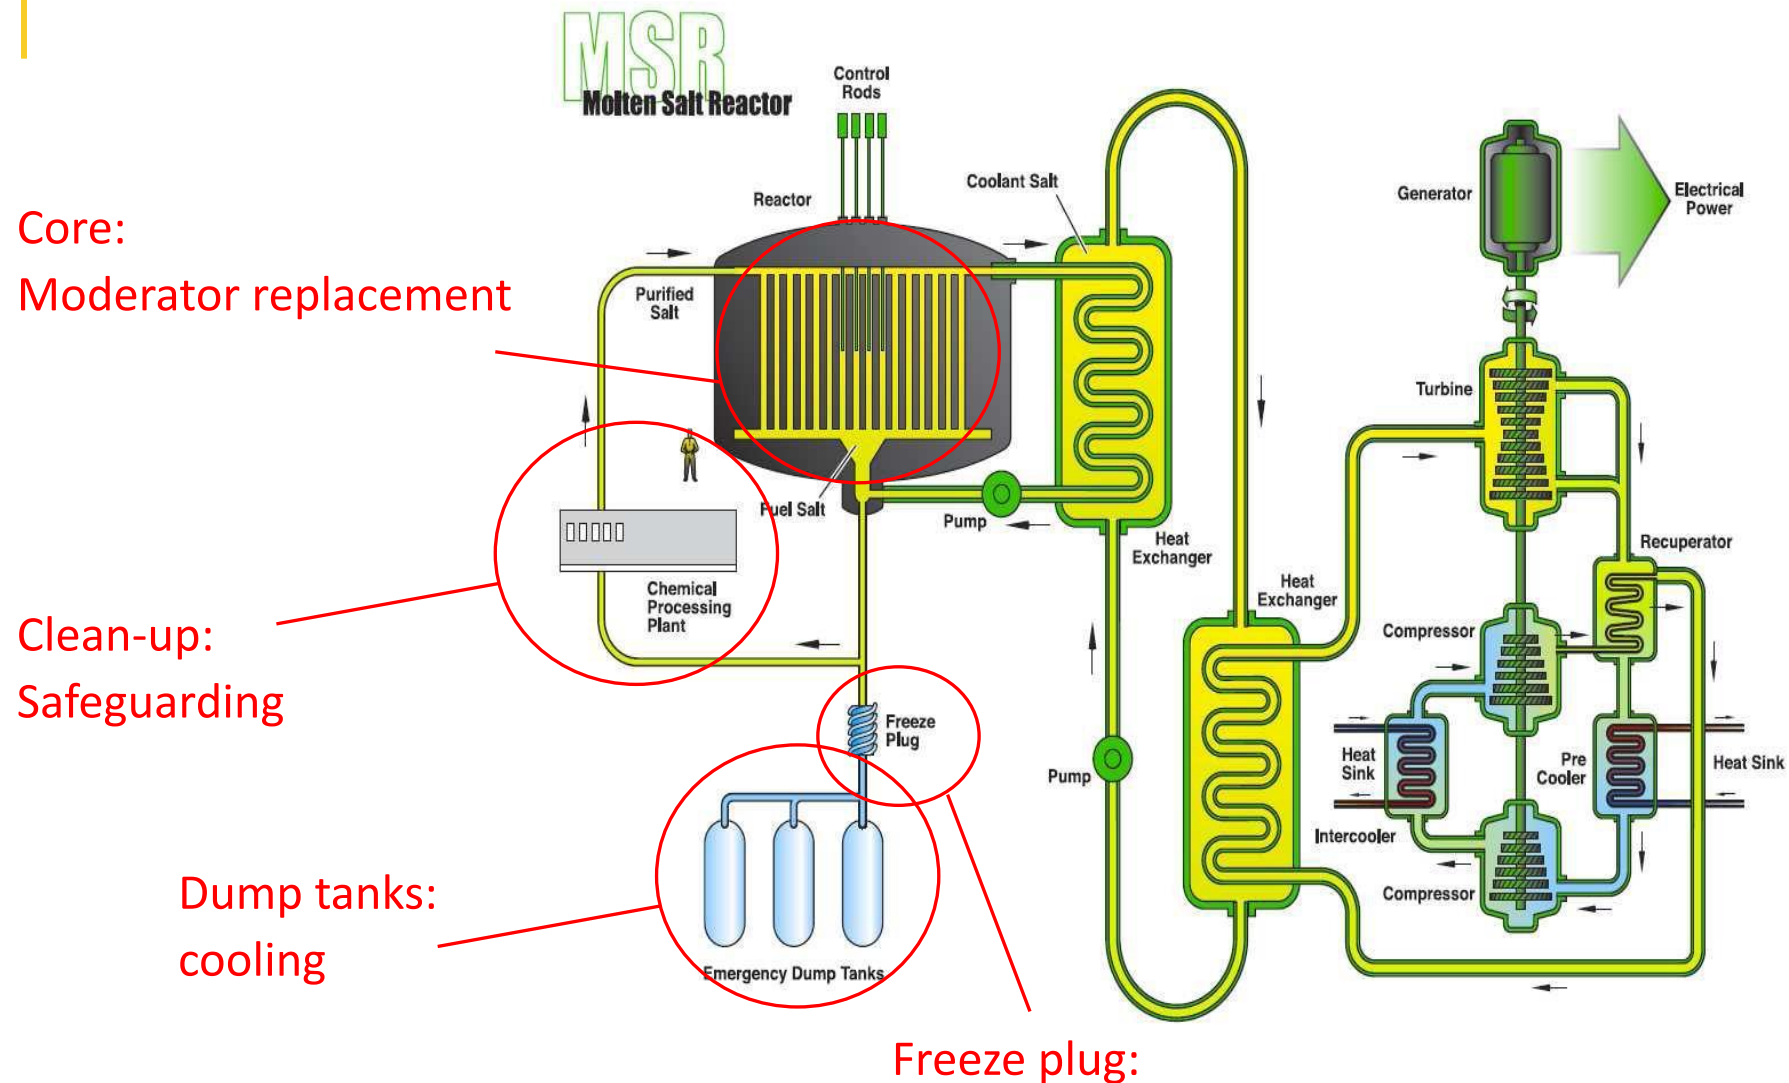 MSR
Molten Salt Reactor
Control
Rods
Reactor
Coolant Salt
Generator
Electrical
Power
Core:
Moderator replacement
Purified
Salt
Turbine
Fuel Salt
Pump
Heat
Exchanger
Recuperator
Chemical
Processing
Plant
Heat
Exchanger
Compressor
Clean-up:
Safeguarding
Freeze
Plug
Pump
Heat
Sink
Pre
Cooler
Heat Sink
Intercooler
Compressor
Dump tanks:
cooling
Emergency Dump Tanks
Freeze plug: